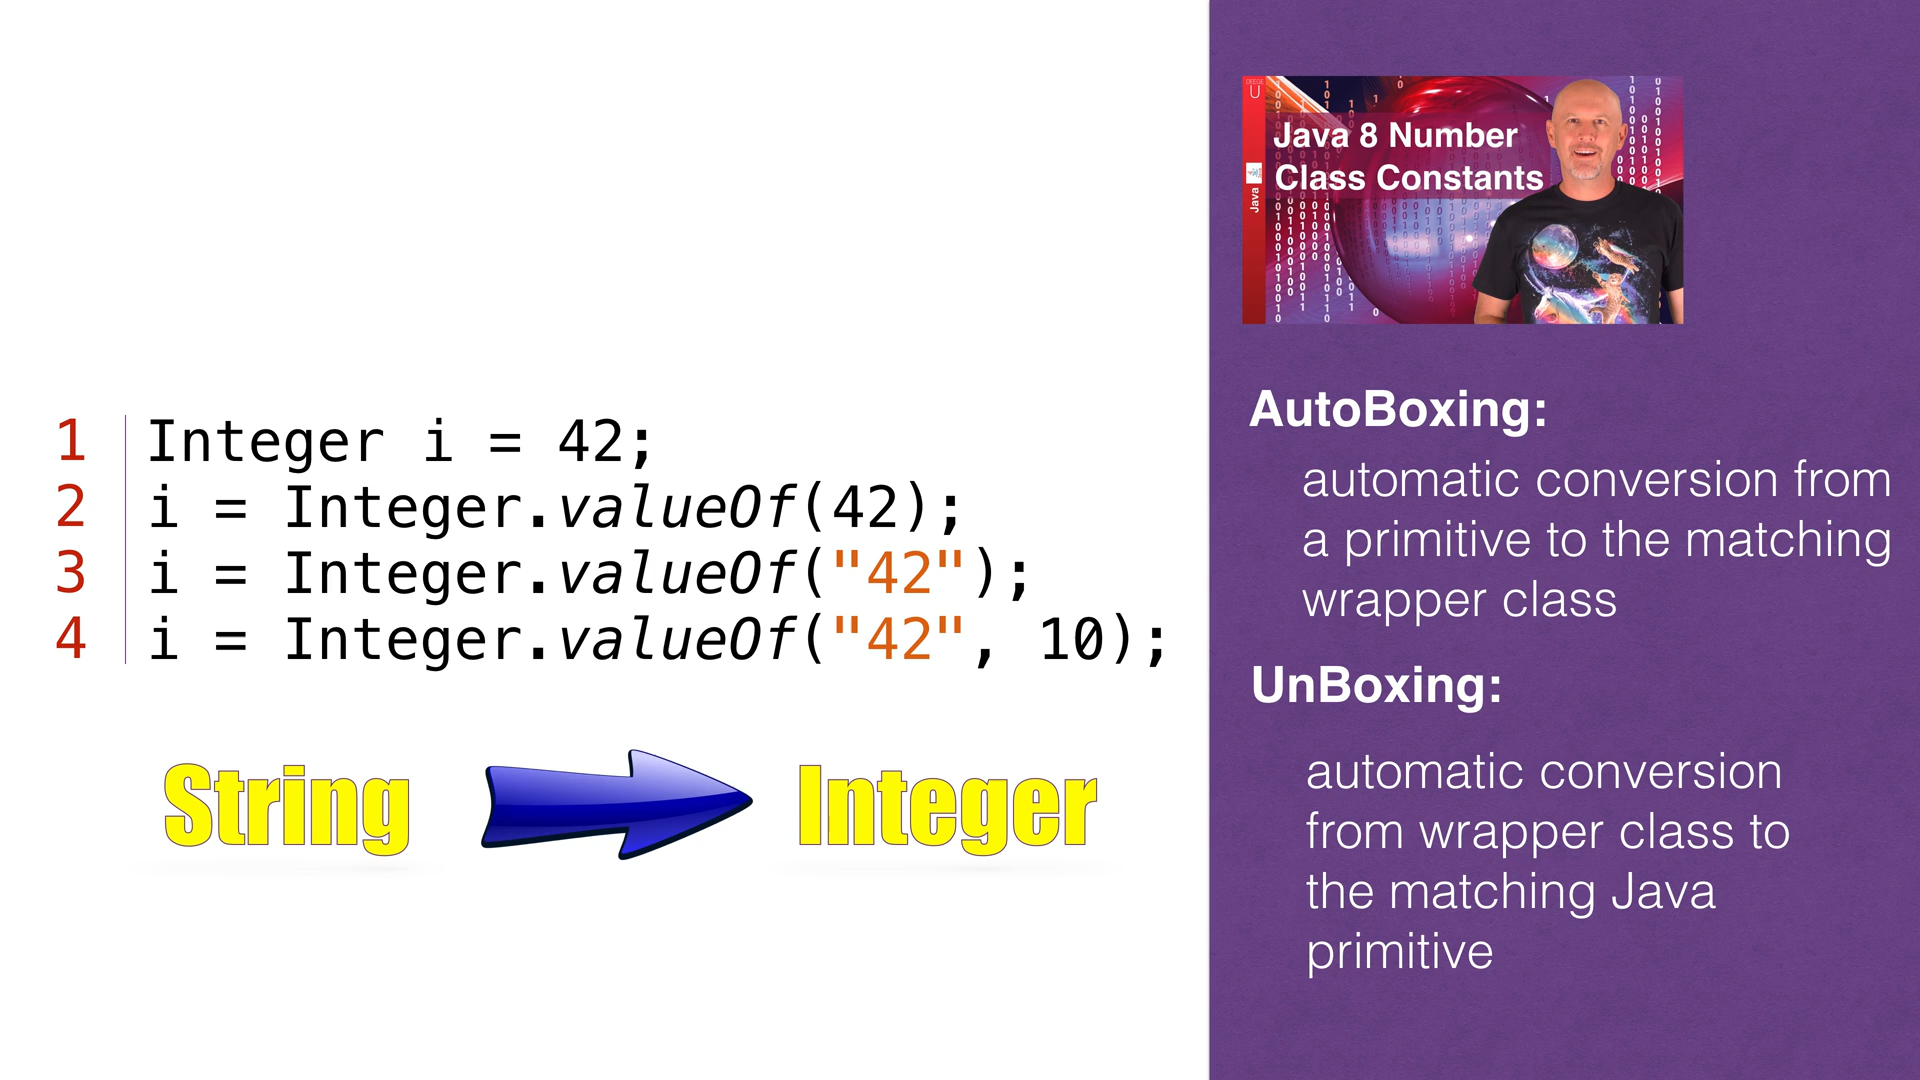 1 Integer i = 42;
2 i = Integer.valueOf(42);
3 i = Integer.valueOf("42");
4 i = Integer.valueOf("42", 10);
String
Integer
U
Java
Java 8 Number
Class Constants
AutoBoxing:
automatic conversion from
a primitive to the matching
wrapper class
UnBoxing:
automatic conversion
from wrapper class to
the matching Java
primitive